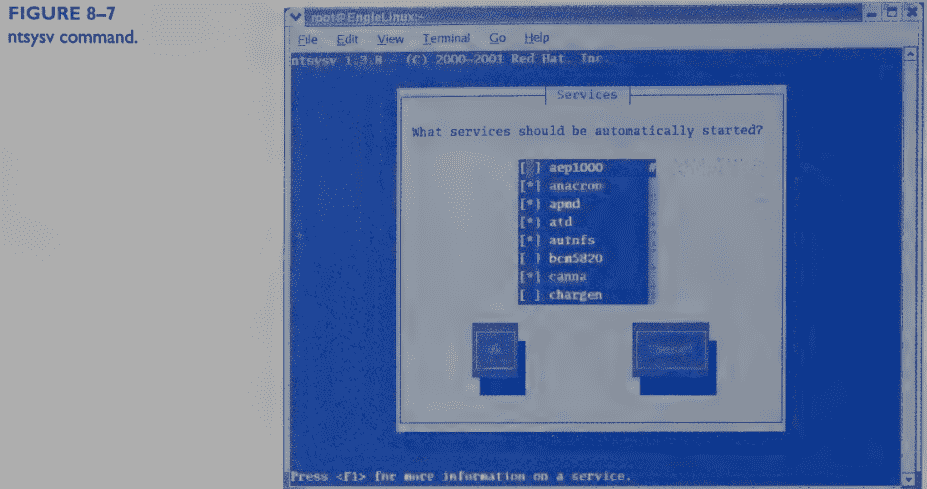 FIGURE 8–7
ntsysv command.
root@EngleLinux:~
File Edit View Terminal Go Help
ntsysv 1.3.8 - (C) 2000-2001 Red Hat, Inc.
Services
What services should be automatically started?
[ ] aep1000 #
[*] anacron
[*] apmd
[*] atd
[*] autofs
[ ] bcm5820
[*] canna
[ ] chargen
Press <F1> for more information on a service.